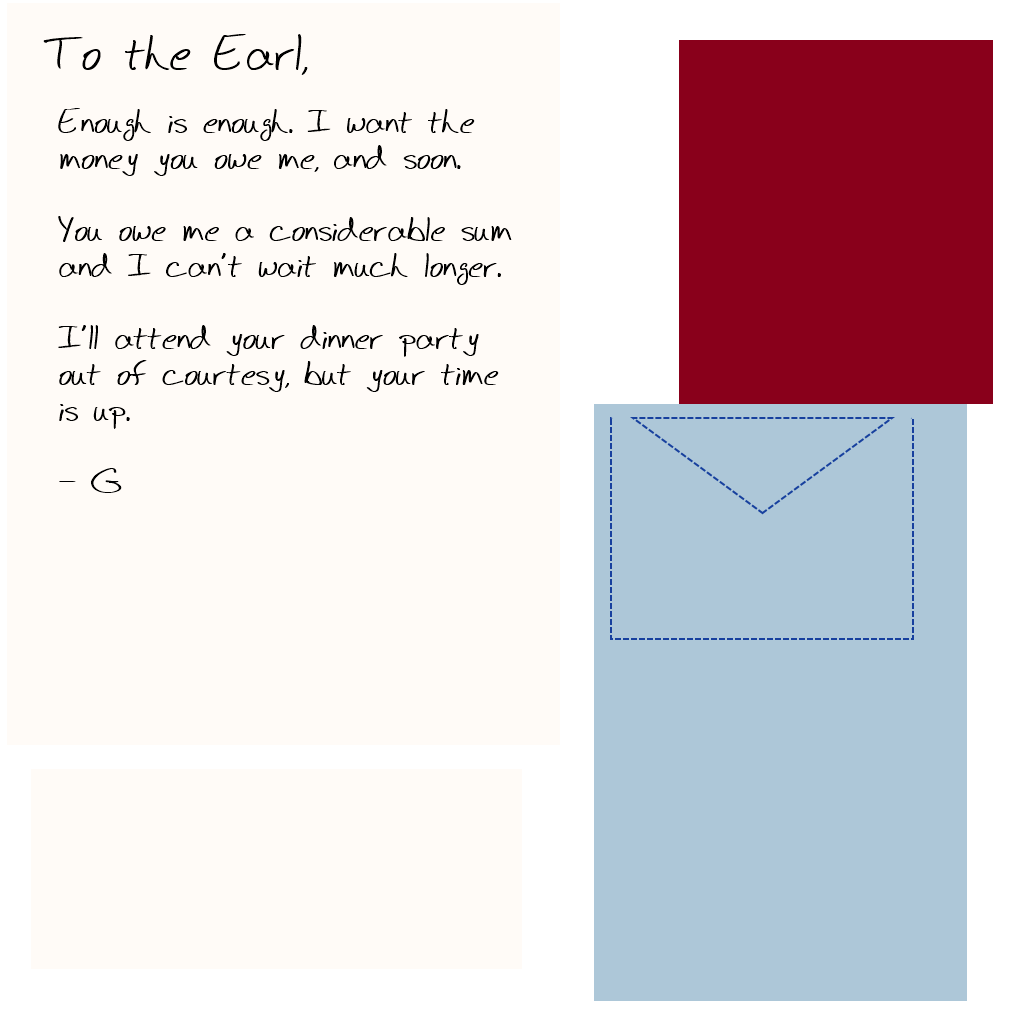 To the Earl,
Enough is enough. I want the
money you owe me, and soon.
You owe me a considerable sum
and I can't wait much longer.
I'll attend your dinner party
out of courtesy, but your time
is up.
- G